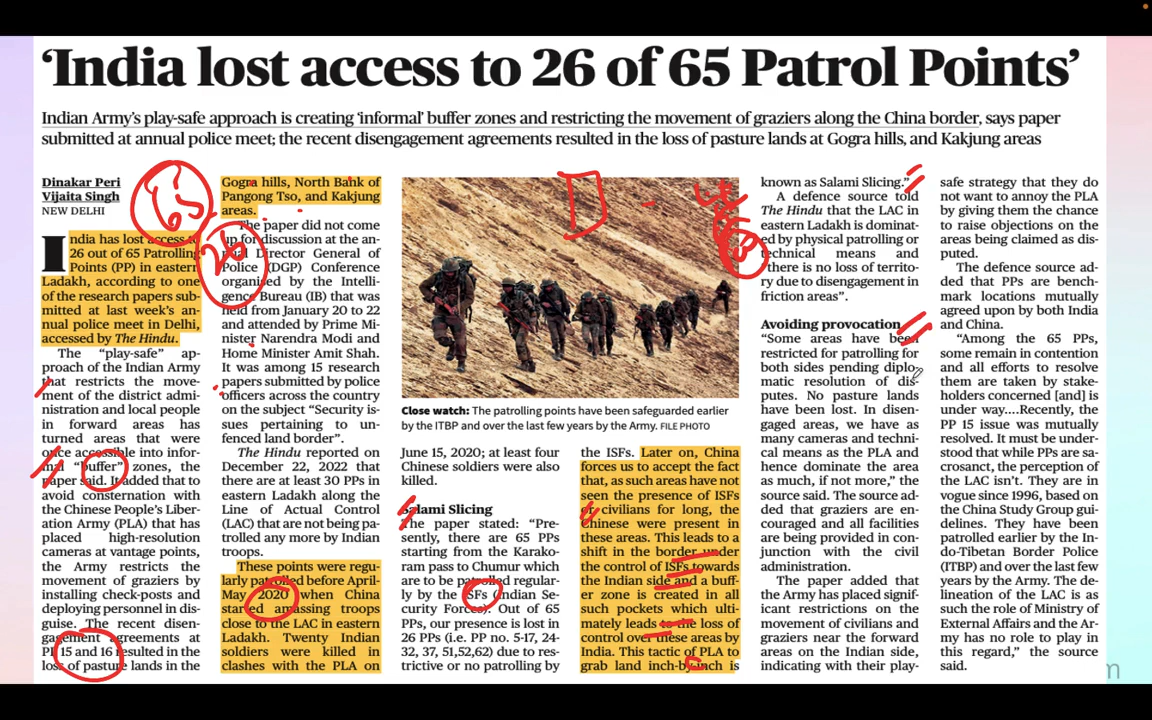 ‘India lost access to 26 of 65 Patrol Points’
Indian Army’s play-safe approach is creating ‘informal’ buffer zones and restricting the movement of graziers along the China border, says paper
submitted at annual police meet; the recent disengagement agreements resulted in the loss of pasture lands at Gogra hills, and Kakjung areas
Dinakar Peri
Vijaita Singh
NEW DELHI
India has lost access to
26 out of 65 Patrolling
Points (PP) in eastern
Ladakh, according to one
of the research papers sub-
mitted at last week’s an-
nual police meet in Delhi,
accessed by The Hindu.
The “play-safe” ap-
proach of the Indian Army
that restricts the move-
ment of the district admi-
nistration and local people
in forward areas has
turned areas that were
once accessible into infor-
mal “buffer” zones, the
paper said. It added that to
avoid consternation with
the Chinese People’s Liber-
ation Army (PLA) that has
placed high-resolution
cameras at vantage points,
the Army restricts the
movement of graziers by
installing check-posts and
deploying personnel in dis-
guise. The recent disen-
gagement agreements at
PP 15 and 16 resulted in the
loss of pasture lands in the
Gogra hills, North Bank of
Pangong Tso, and Kakjung
areas.
The paper did not come
up for discussion at the an-
nual Director General of
Police (DGP) Conference
organised by the Intelli-
gence Bureau (IB) that was
held from January 20 to 22
and attended by Prime Mi-
nister Narendra Modi and
Home Minister Amit Shah.
It was among 15 research
papers submitted by police
officers across the country
on the subject “Security is-
sues pertaining to un-
fenced land border”.
The Hindu reported on
December 22, 2022 that
there are at least 30 PPs in
eastern Ladakh along the
Line of Actual Control
(LAC) that are not being pa-
trolled any more by Indian
troops.
These points were regu-
larly patrolled before April-
May 2020 when China
started amassing troops
close to the LAC in eastern
Ladakh. Twenty Indian
soldiers were killed in
clashes with the PLA on
65
26
Close watch: The patrolling points have been safeguarded earlier
by the ITBP and over the last few years by the Army. FILE PHOTO
June 15, 2020; at least four
Chinese soldiers were also
killed.
Salami Slicing
The paper stated: “Pre-
sently, there are 65 PPs
starting from the Karako-
ram pass to Chumur which
are to be patrolled regular-
ly by the ISFs (Indian Se-
curity Forces). Out of 65
PPs, our presence is lost in
26 PPs (i.e. PP no. 5-17, 24-
32, 37, 51,52,62) due to res-
trictive or no patrolling by
the ISFs. Later on, China
forces us to accept the fact
that, as such areas have not
seen the presence of ISFs
or civilians for long, the
Chinese were present in
these areas. This leads to a
shift in the border under
the control of ISFs towards
the Indian side and a buff-
er zone is created in all
such pockets which ulti-
mately leads to the loss of
control over these areas by
India. This tactic of PLA to
grab land inch-by-inch is
known as Salami Slicing.”
A defence source told
The Hindu that the LAC in
eastern Ladakh is dominat-
ed by physical patrolling or
technical means and
“there is no loss of territo-
ry due to disengagement in
friction areas”.
Avoiding provocation
“Some areas have been
restricted for patrolling for
both sides pending diplo-
matic resolution of dis-
putes. No pasture lands
have been lost. In disen-
gaged areas, we have as
many cameras and techni-
cal means as the PLA and
hence dominate the area
as much, if not more,” the
source said. The source ad-
ded that graziers are en-
couraged and all facilities
are being provided in con-
junction with the civil
administration.
The paper added that
the Army has placed signif-
icant restrictions on the
movement of civilians and
graziers near the forward
areas on the Indian side,
indicating with their play-
safe strategy that they do
not want to annoy the PLA
by giving them the chance
to raise objections on the
areas being claimed as dis-
puted.
The defence source ad-
ded that PPs are bench-
mark locations mutually
agreed upon by both India
and China.
“Among the 65 PPs,
some remain in contention
and all efforts to resolve
them are taken by stake-
holders concerned [and] is
under way....Recently, the
PP 15 issue was mutually
resolved. It must be under-
stood that while PPs are sa-
crosanct, the perception of
the LAC isn’t. They are in
vogue since 1996, based on
the China Study Group gui-
delines. They have been
patrolled earlier by the In-
do-Tibetan Border Police
(ITBP) and over the last few
years by the Army. The de-
lineation of the LAC is as
such the role of Ministry of
External Affairs and the Ar-
my has no role to play in
this regard,” the source
said.